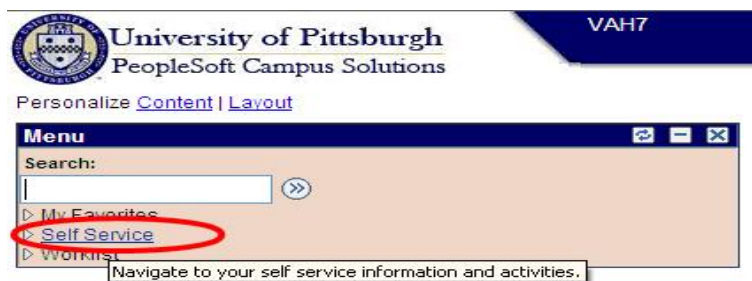 University of Pittsburgh
VAH7
PeopleSoft Campus Solutions
Personalize Content | Layout
Menu
Search:
My Favorites
Self Service
Worklist
Navigate to your self service information and activities.